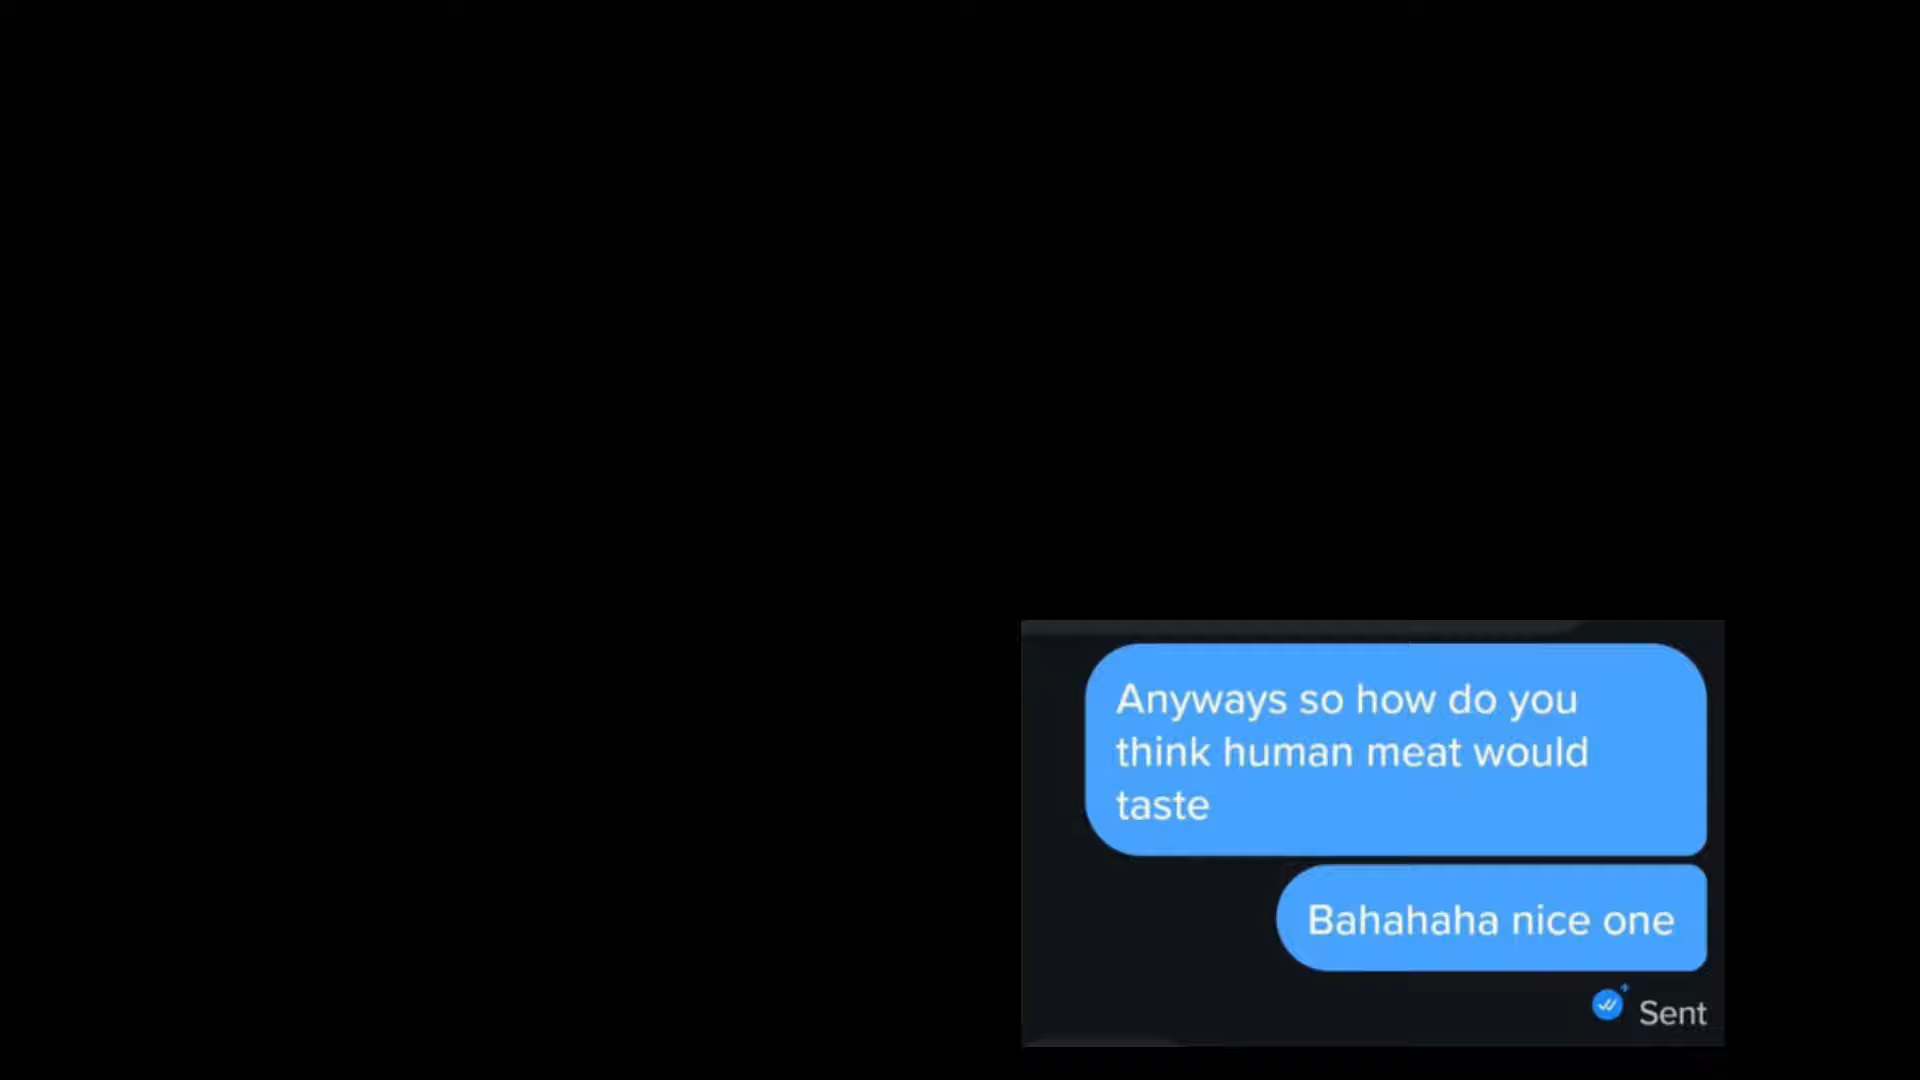 Anyways so how do you
think human meat would
taste
Bahahaha nice one
Sent